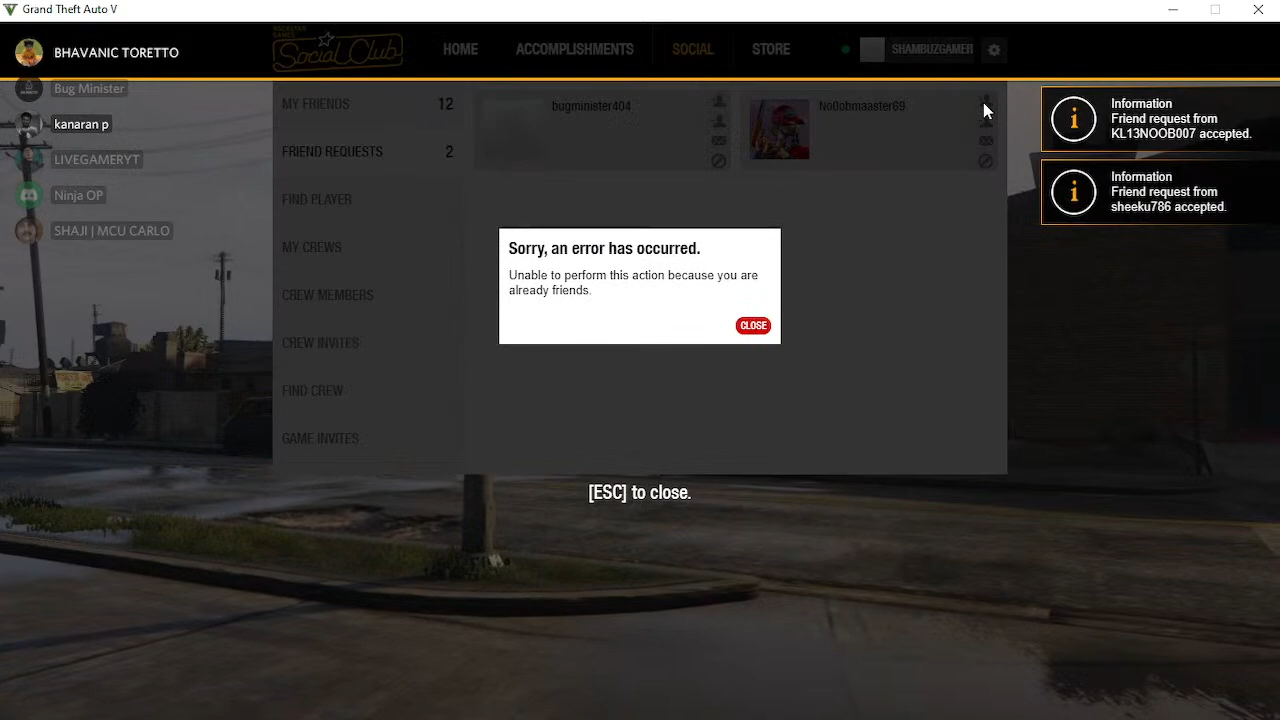 Grand Theft Auto V
BHAVANIC TORETTO
Bug Minister
kanaran p
LIVEGAMERYT
Ninja OP
SHAJI | MCU CARLO
ROCKSTAR GAMES
Social Club
HOME
ACCOMPLISHMENTS
SOCIAL
STORE
SHAMBUZGAMER
MY FRIENDS 12
FRIEND REQUESTS 2
FIND PLAYER
MY CREWS
CREW MEMBERS
CREW INVITES
FIND CREW
GAME INVITES
bugminister404
No0obmaaster69
Sorry, an error has occurred.
Unable to perform this action because you are
already friends.
CLOSE
[ESC] to close.
Information
Friend request from
KL13NOOB007 accepted.
Information
Friend request from
sheeku786 accepted.